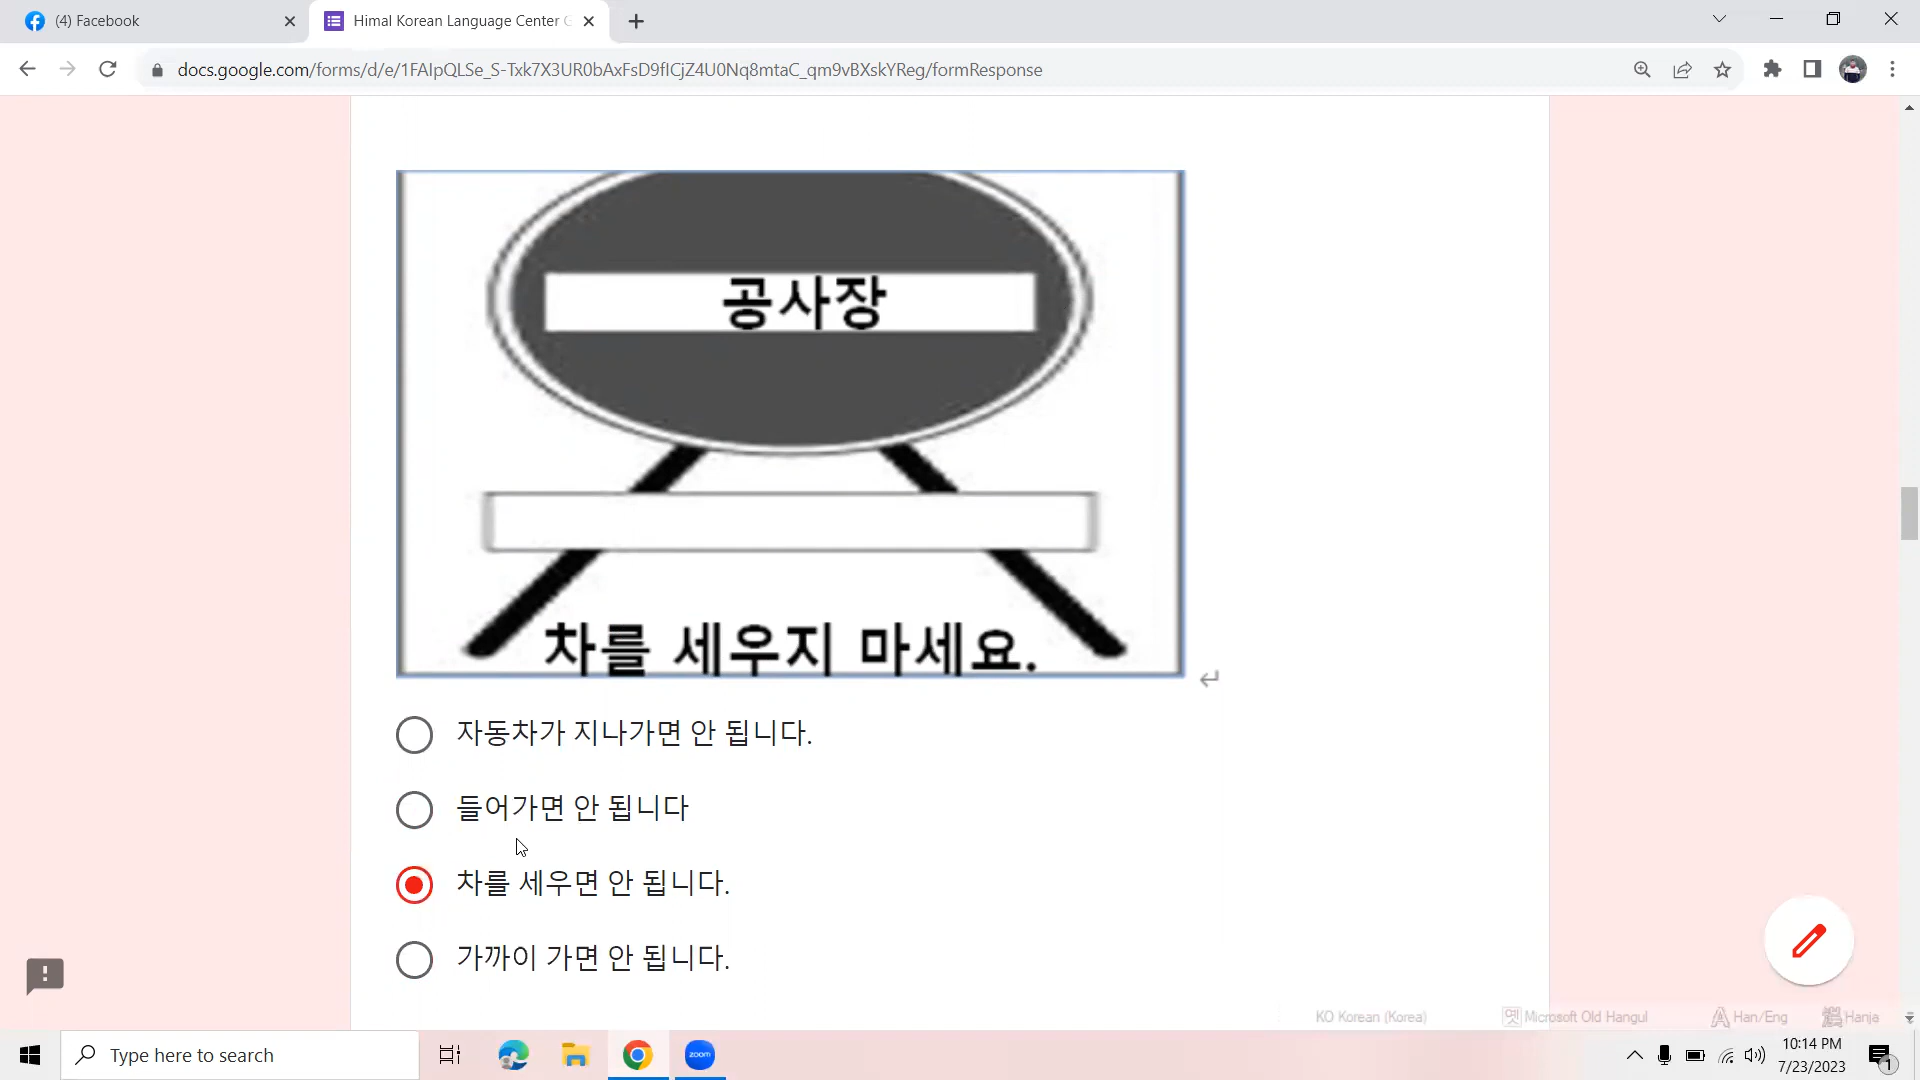 (4) Facebook
Himal Korean Language Center
docs.google.com/forms/d/e/1FAIpQLSe_S-Txk7X3UR0bAxFsD9fICjZ4U0Nq8mtaC_qm9vBXskYReg/formResponse
공사장
차를 세우지 마세요.
자동차가 지나가면 안 됩니다.
들어가면 안 됩니다
차를 세우면 안 됩니다.
가까이 가면 안 됩니다.
KO Korean (Korea) Microsoft Old Hangul Han/Eng Hanja
Type here to search
zoom
10:14 PM
7/23/2023
1